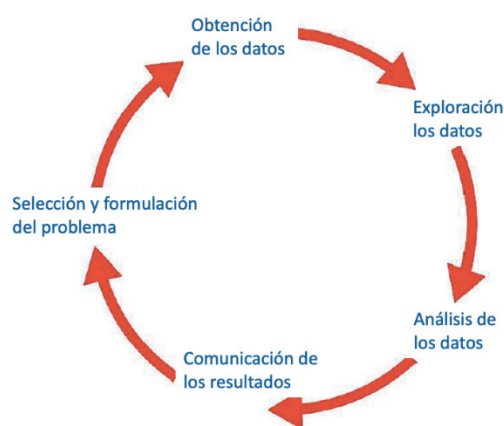 Obtención
de los datos
Exploración
los datos
Análisis de
los datos
Comunicación de
los resultados
Selección y formulación
del problema